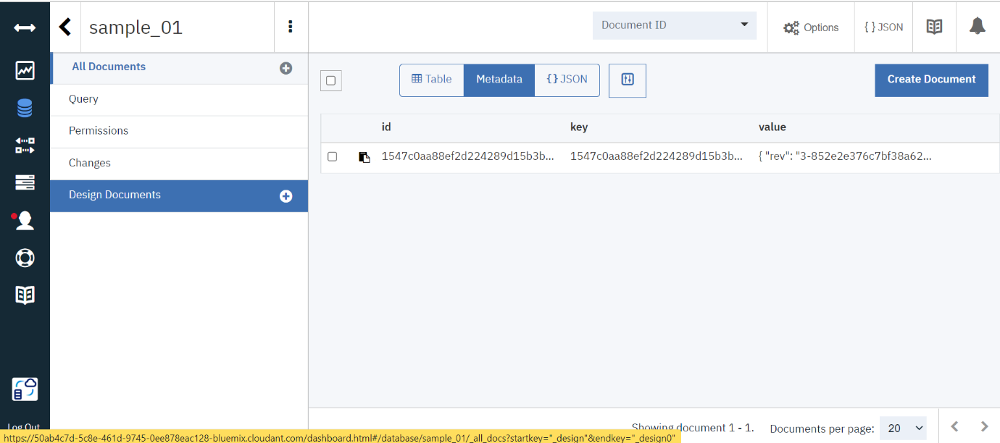 sample_01
Document ID
Options
{ } JSON
All Documents
Query
Permissions
Changes
Design Documents
Table
Metadata
{ } JSON
Create Document
id key value
1547c0aa88ef2d224289d15b3b... 1547c0aa88ef2d224289d15b3b... { "rev": "3-852e2e376c7bf38a62...
Log Out
Showing document 1 - 1.
Documents per page: 20
https://50ab4c7d-5c8e-461d-9745-0ee878eac128-bluemix.cloudant.com/dashboard.html#/database/sample_01/_all_docs?startkey="_design"&endkey="_design0"